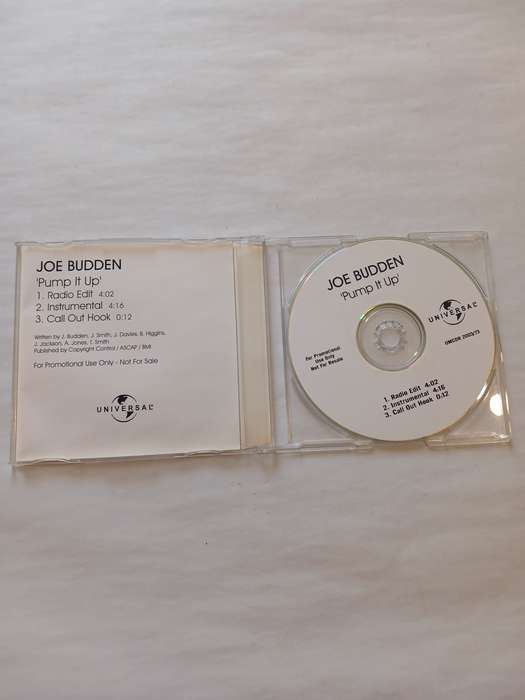 JOE BUDDEN
'Pump It Up'
1. Radio Edit 4:02
2. Instrumental 4:16
3. Call Out Hook 0:12
Written by J. Budden, J. Smith, J. Davies, B. Higgins,
J. Jackson, A. Jones, T. Smith
Published by Copyright Control / ASCAP / BMI
For Promotional Use Only - Not For Sale
UNIVERSAL
JOE BUDDEN
'Pump It Up'
UNIVERSAL
UMCDR 2003/73
For Promotional
Use Only
Not For Resale
1. Radio Edit 4:02
2. Instrumental 4:16
3. Call Out Hook 0:12